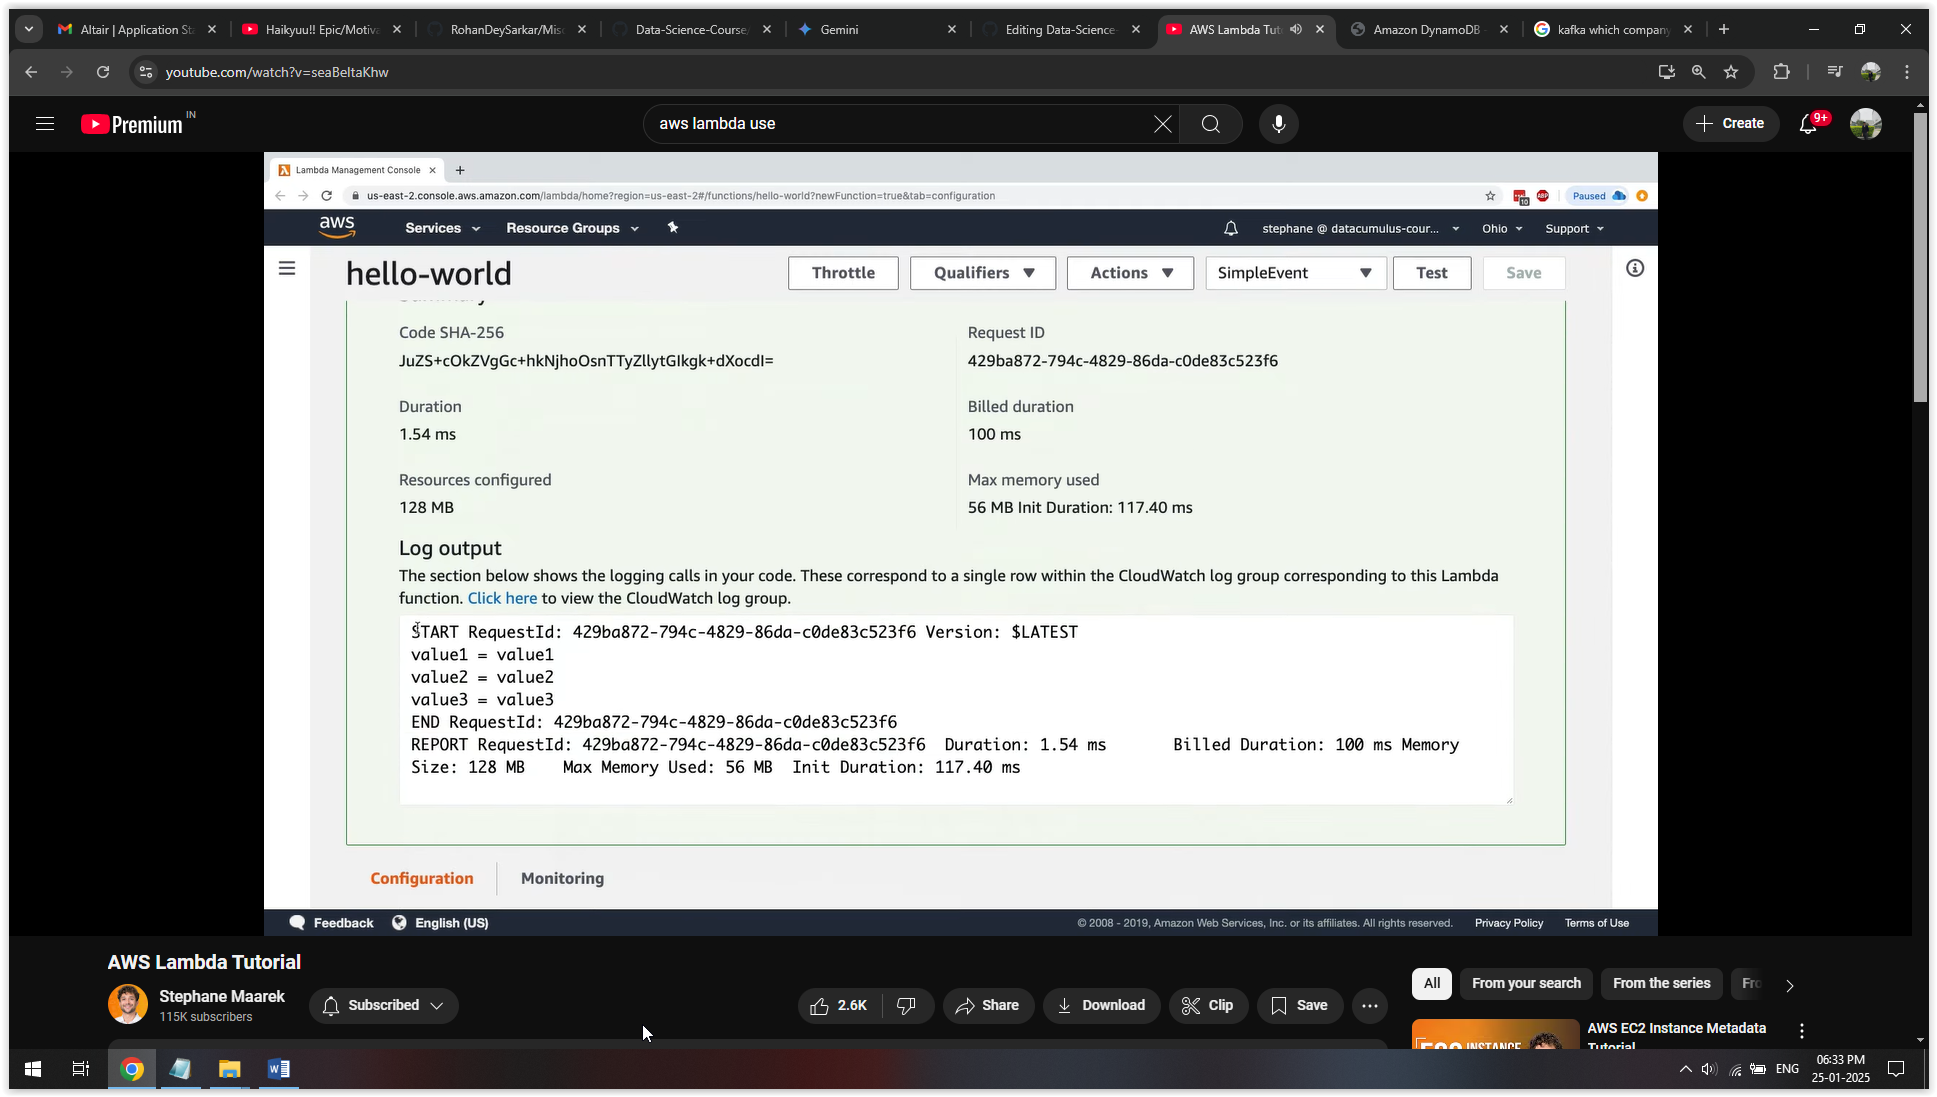 Altair | Application St
Haikyuu!! Epic/Motiva
RohanDeySarkar/Misc
Data-Science-Course/
Gemini
Editing Data-Science-
AWS Lambda Tut
Amazon DynamoDB -
kafka which company
youtube.com/watch?v=seaBeltaKhw
Premium IN
aws lambda use
Create
9+
Lambda Management Console
us-east-2.console.aws.amazon.com/lambda/home?region=us-east-2#/functions/hello-world?newFunction=true&tab=configuration
10
ABP
Paused
aws
Services
Resource Groups
stephane @ datacumulus-cour...
Ohio
Support
hello-world
Throttle
Qualifiers
Actions
SimpleEvent
Test
Save
Summary
Code SHA-256
Request ID
JuZS+cOkZVgGc+hkNjhoOsnTTyZllytGIkgk+dXocdI=
429ba872-794c-4829-86da-c0de83c523f6
Duration
Billed duration
1.54 ms
100 ms
Resources configured
Max memory used
128 MB
56 MB Init Duration: 117.40 ms
Log output
The section below shows the logging calls in your code. These correspond to a single row within the CloudWatch log group corresponding to this Lambda
function. Click here to view the CloudWatch log group.
START RequestId: 429ba872-794c-4829-86da-c0de83c523f6 Version: $LATEST
value1 = value1
value2 = value2
value3 = value3
END RequestId: 429ba872-794c-4829-86da-c0de83c523f6
REPORT RequestId: 429ba872-794c-4829-86da-c0de83c523f6 Duration: 1.54 ms Billed Duration: 100 ms Memory
Size: 128 MB Max Memory Used: 56 MB Init Duration: 117.40 ms
Configuration
Monitoring
Feedback
English (US)
© 2008 - 2019, Amazon Web Services, Inc. or its affiliates. All rights reserved.
Privacy Policy
Terms of Use
AWS Lambda Tutorial
Stephane Maarek
115K subscribers
Subscribed
2.6K
Share
Download
Clip
Save
All
From your search
From the series
Fro
AWS EC2 Instance Metadata
Tutorial
INSTANCE
ENG
06:33 PM
25-01-2025